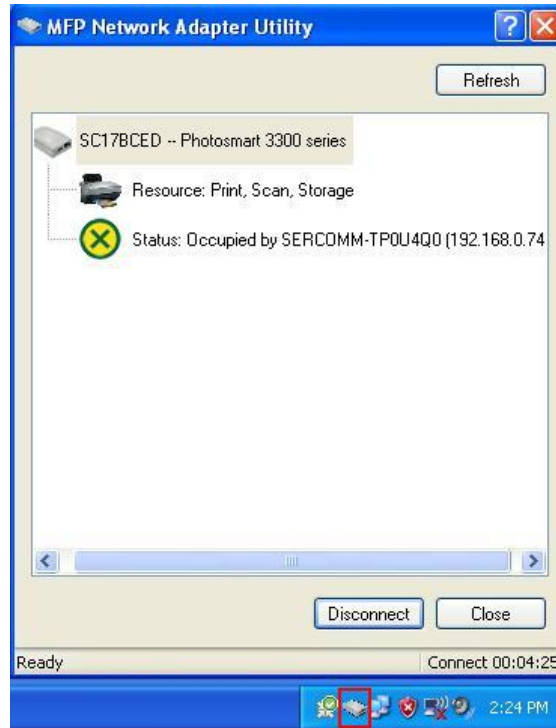 MFP Network Adapter Utility
Refresh
SC17BCED -- Photosmart 3300 series
Resource: Print, Scan, Storage
Status: Occupied by SERCOMM-TP0U4Q0 (192.168.0.74
Disconnect
Close
Ready
Connect 00:04:25
2:24 PM